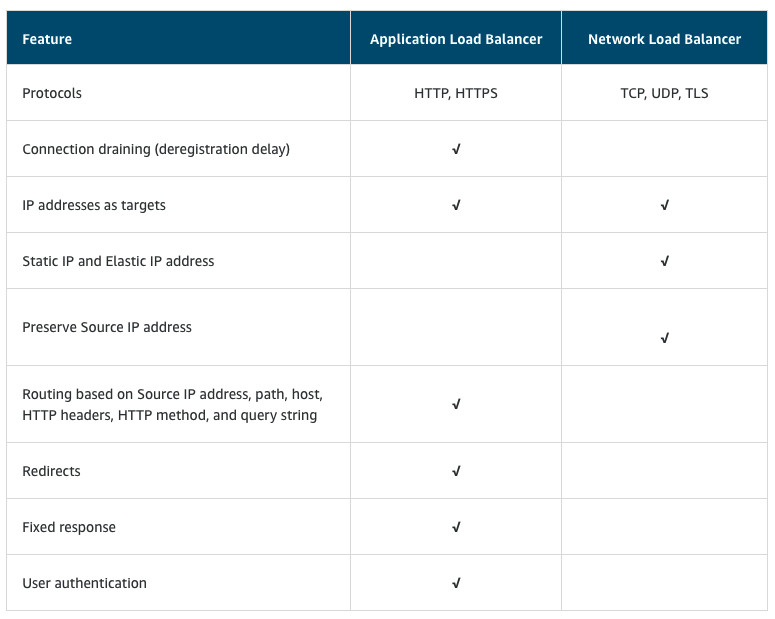 Feature Application Load Balancer Network Load Balancer
Protocols HTTP, HTTPS TCP, UDP, TLS
Connection draining (deregistration delay) √
IP addresses as targets √ √
Static IP and Elastic IP address √
Preserve Source IP address √
Routing based on Source IP address, path, host,
HTTP headers, HTTP method, and query string √
Redirects √
Fixed response √
User authentication √